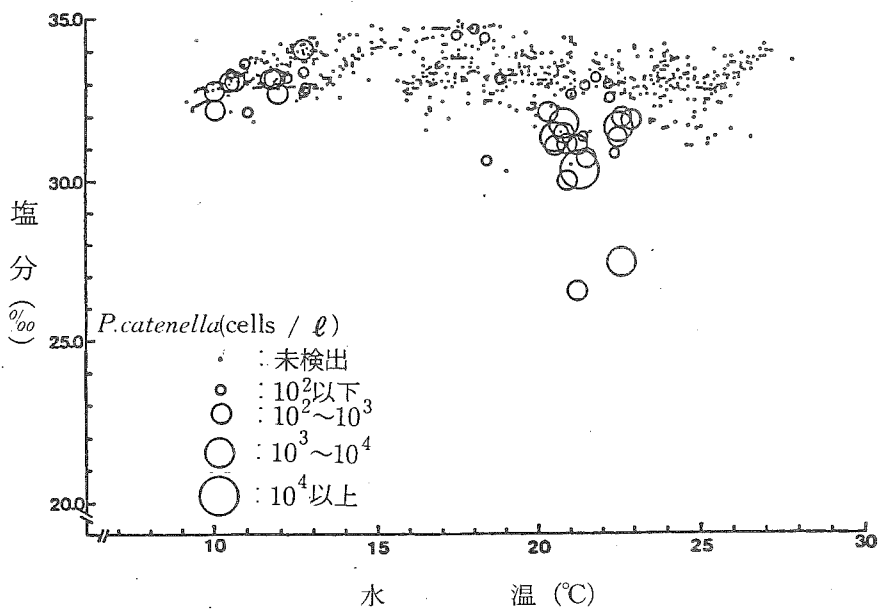 35.0
30.0
25.0
20.0
塩分(‰)
P.catenella(cells / ℓ)
: 未検出
: 10²以下
: 10²～10³
: 10³～10⁴
: 10⁴以上
10 15 20 25 30
水 温 (℃)